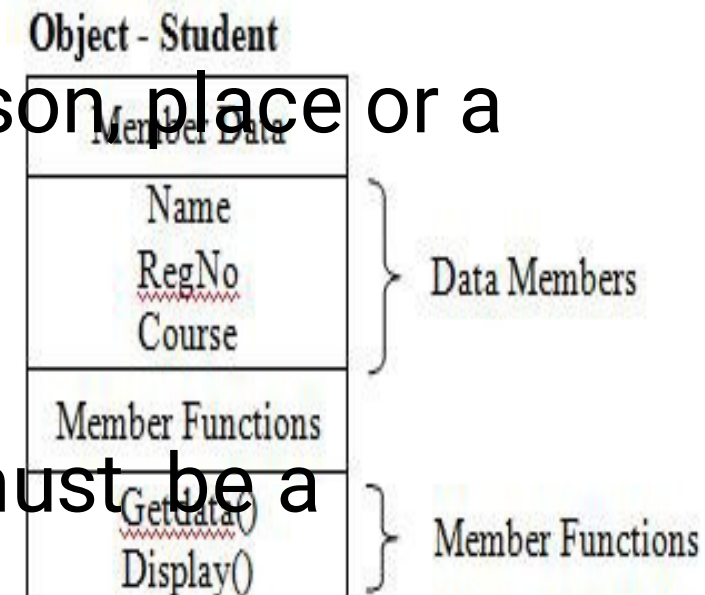 Object - Student
son, place or a
Member Data
Name
RegNo
Data Members
Course
Member Functions
must be a
Getdata()
Member Functions
Display()